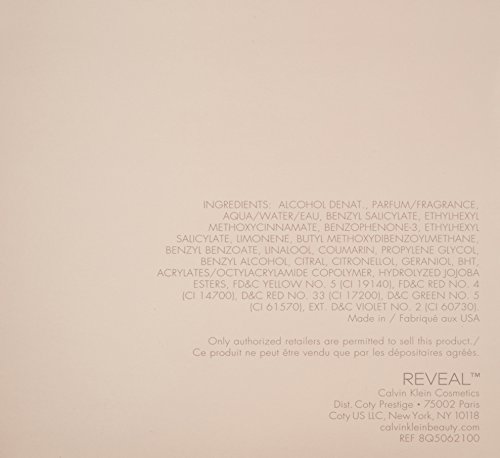 INGREDIENTS: ALCOHOL DENAT., PARFUM/FRAGRANCE,
AQUA/WATER/EAU, BENZYL SALICYLATE, ETHYLHEXYL
METHOXYCINNAMATE, BENZOPHENONE-3, ETHYLHEXYL
SALICYLATE, LIMONENE, BUTYL METHOXYDIBENZOYLMETHANE,
BENZYL BENZOATE, LINALOOL, COUMARIN, PROPYLENE GLYCOL,
BENZYL ALCOHOL, CITRAL, CITRONELLOL, GERANIOL, BHT,
ACRYLATES/OCTYLACRYLAMIDE COPOLYMER, HYDROLYZED JOJOBA
ESTERS, FD&C YELLOW NO. 5 (CI 19140), FD&C RED NO. 4
(CI 14700), D&C RED NO. 33 (CI 17200), D&C GREEN NO. 5
(CI 61570), EXT. D&C VIOLET NO. 2 (CI 60730).
Made in / Fabriqué aux USA
Only authorized retailers are permitted to sell this product./
Ce produit ne peut être vendu que par les dépositaires agréés.
REVEAL™
Calvin Klein Cosmetics
Dist. Coty Prestige • 75002 Paris
Coty US LLC, New York, NY 10118
calvinkleinbeauty.com
REF 8Q5062100